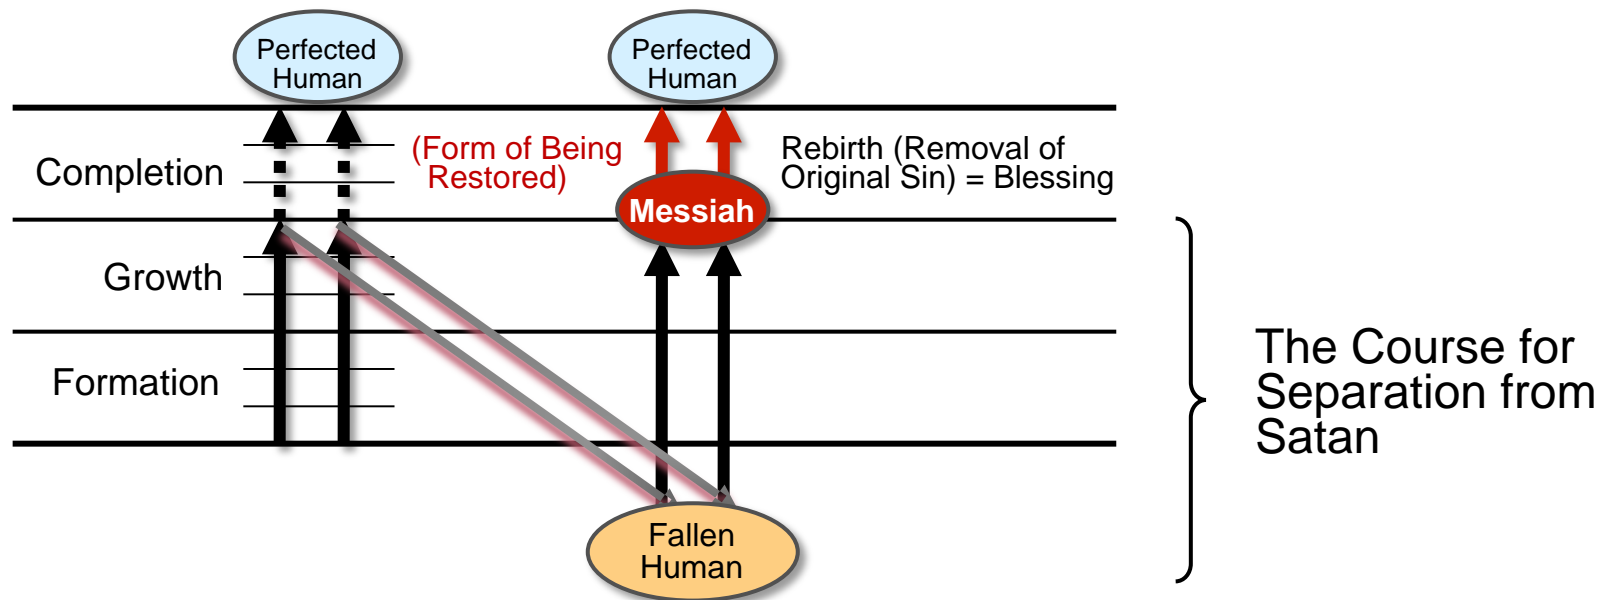 Perfected
Human
Perfected
Human
Completion
(Form of Being
Restored)
Rebirth (Removal of
Original Sin) = Blessing
Messiah
Growth
Formation
The Course for
Separation from
Satan
Fallen
Human